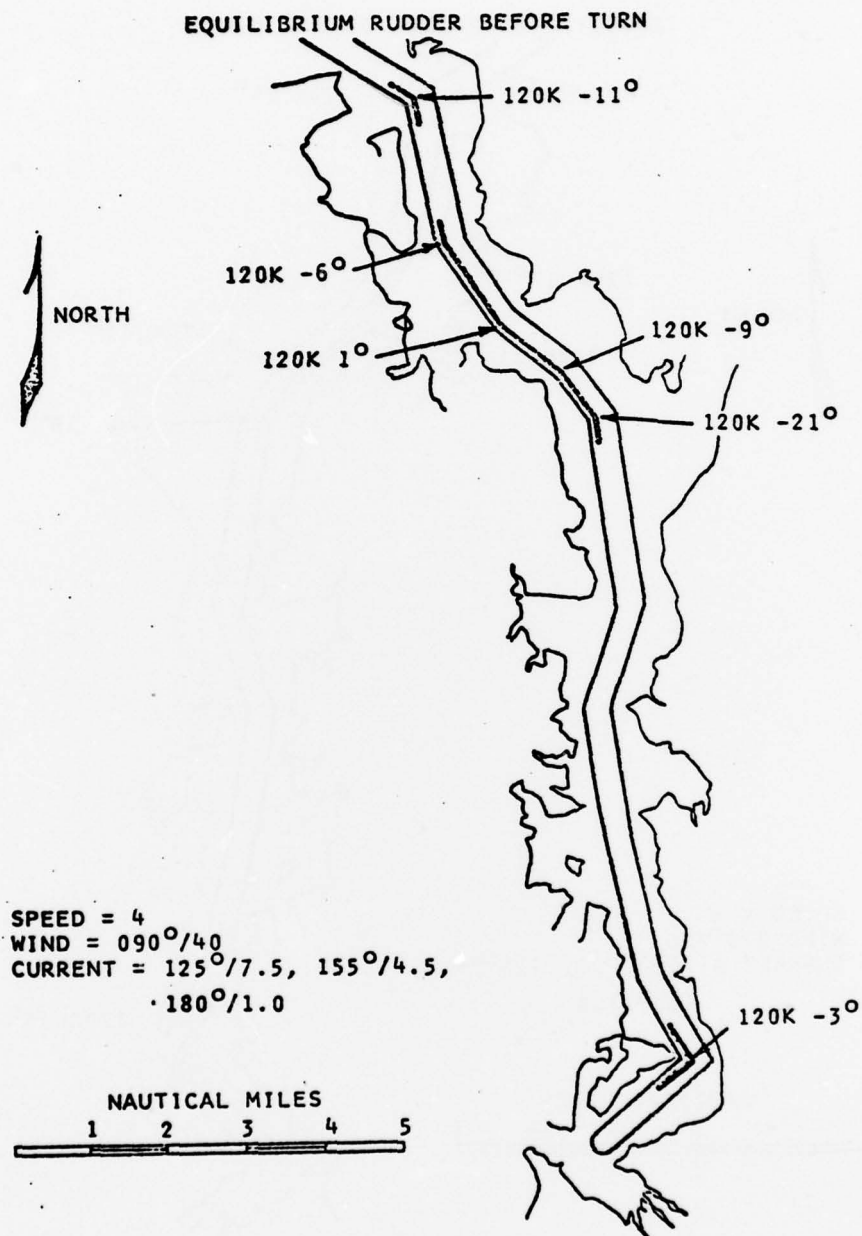 EQUILIBRIUM RUDDER BEFORE TURN
120K -11°
120K -6°
NORTH
120K 1°
120K -9°
120K -21°
SPEED = 4
WIND = 090°/40
CURRENT = 125°/7.5, 155°/4.5,
180°/1.0
120K -3°
NAUTICAL MILES
1 2 3 4 5